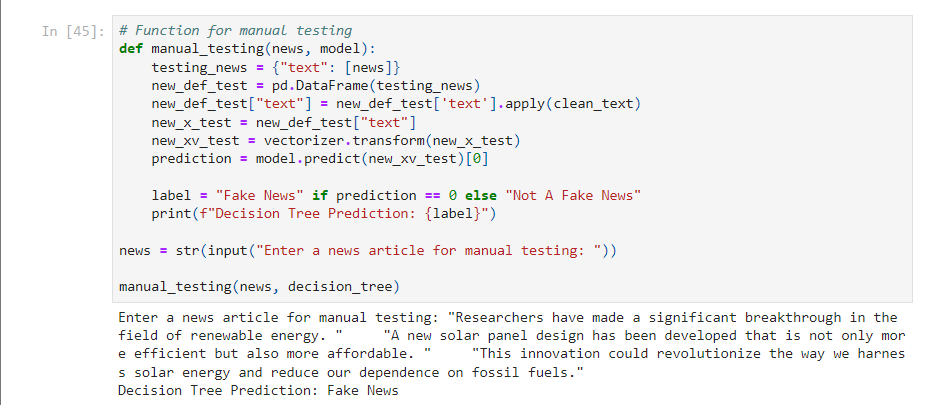 In [45]: # Function for manual testing
def manual_testing(news, model):
    testing_news = {"text": [news]}
    new_def_test = pd.DataFrame(testing_news)
    new_def_test["text"] = new_def_test['text'].apply(clean_text)
    new_x_test = new_def_test["text"]
    new_xv_test = vectorizer.transform(new_x_test)
    prediction = model.predict(new_xv_test)[0]

    label = "Fake News" if prediction == 0 else "Not A Fake News"
    print(f"Decision Tree Prediction: {label}")

news = str(input("Enter a news article for manual testing: "))

manual_testing(news, decision_tree)
Enter a news article for manual testing: "Researchers have made a significant breakthrough in the
field of renewable energy. "     "A new solar panel design has been developed that is not only mor
e efficient but also more affordable. "     "This innovation could revolutionize the way we harnes
s solar energy and reduce our dependence on fossil fuels."
Decision Tree Prediction: Fake News